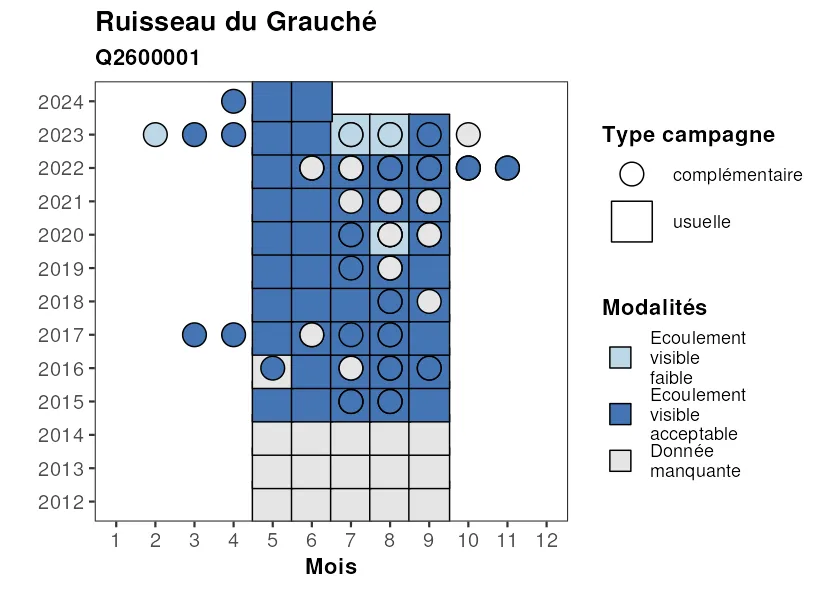 Ruisseau du Grauché
Q2600001
2024
2023
2022
2021
2020
2019
2018
2017
2016
2015
2014
2013
2012
1 2 3 4 5 6 7 8 9 10 11 12
Mois
Type campagne
complémentaire
usuelle
Modalités
Ecoulement
visible
faible
Ecoulement
visible
acceptable
Donnée
manquante